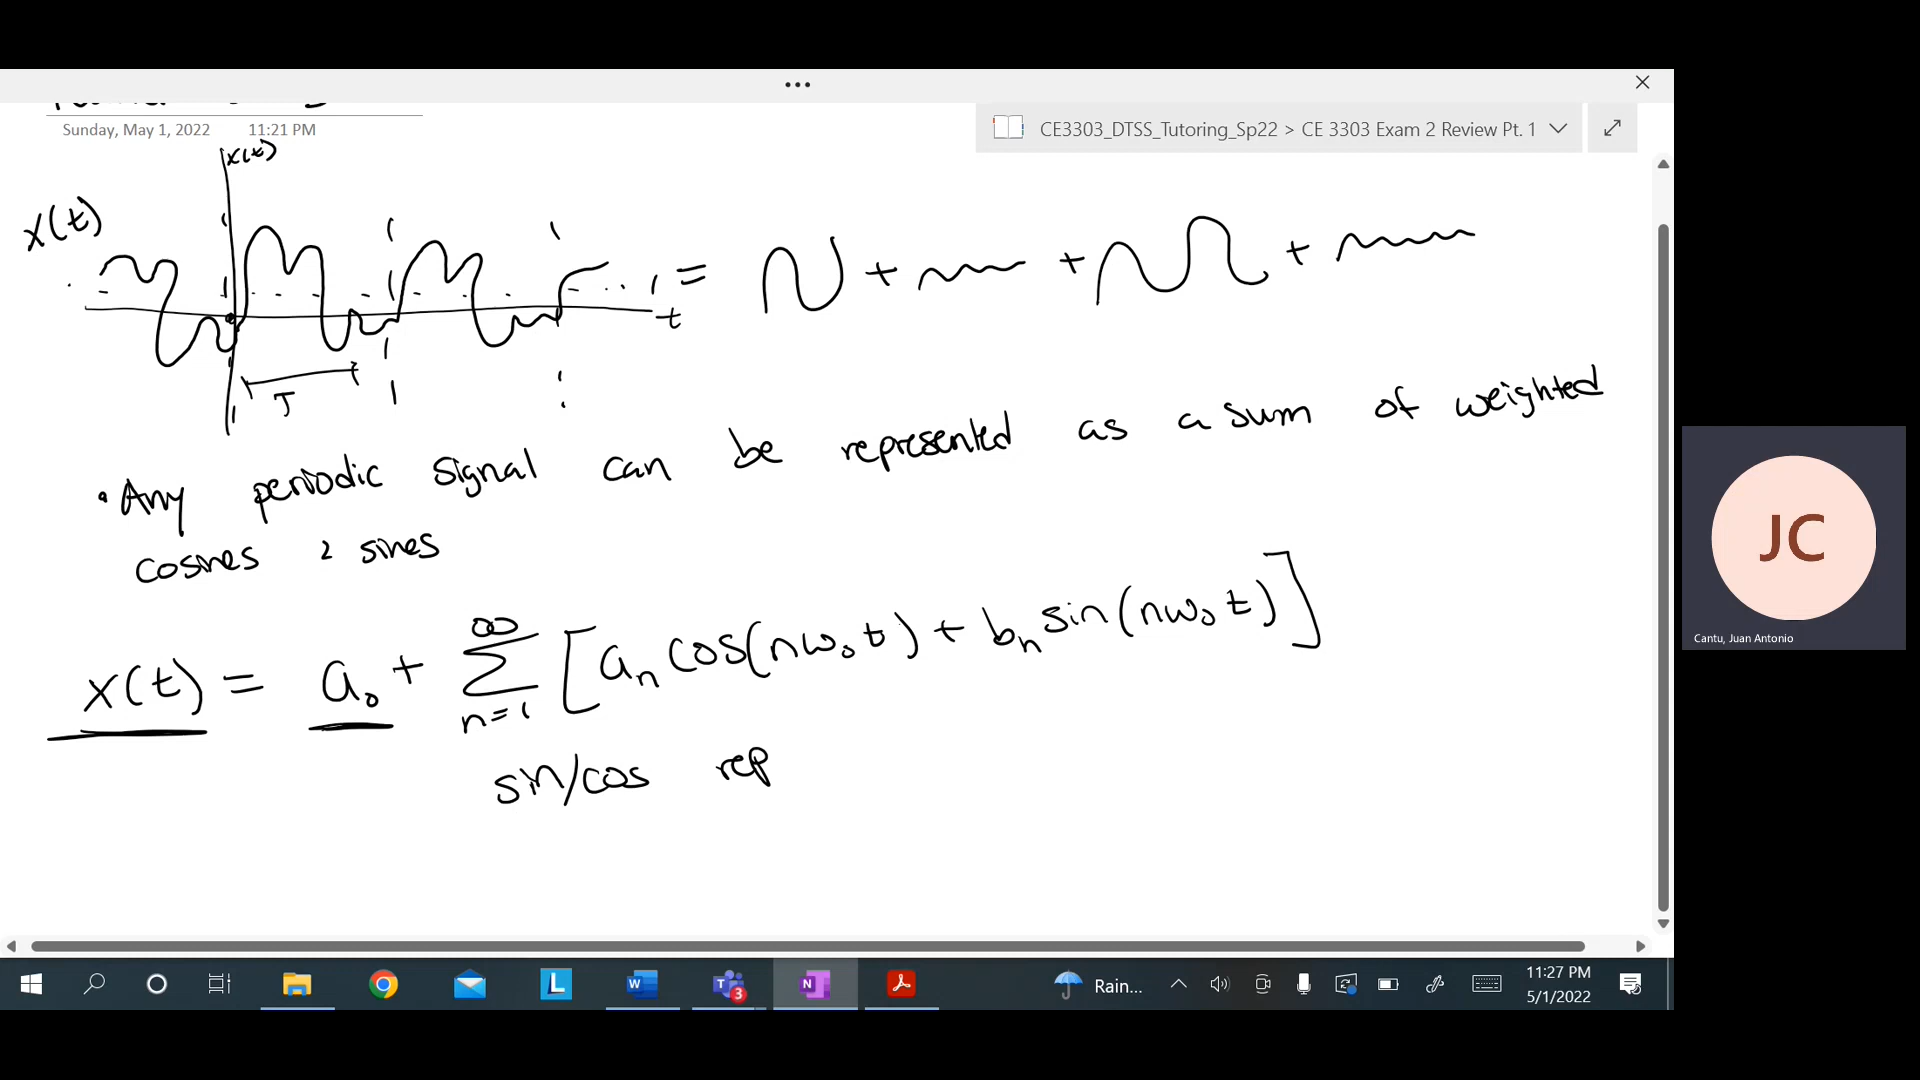 Sunday, May 1, 2022 11:21 PM
CE3303_DTSS_Tutoring_Sp22 > CE 3303 Exam 2 Review Pt. 1
x(t)
x(t)
= + + +
t
T
• Any periodic signal can be represented as a sum of weighted
cosines & sines
x(t) = a₀ + ∑ₙ₌₁^∞ [aₙ cos(nω₀t) + bₙ sin(nω₀t)]
sin/cos rep
JC
Cantu, Juan Antonio
Rain...
11:27 PM
5/1/2022
3